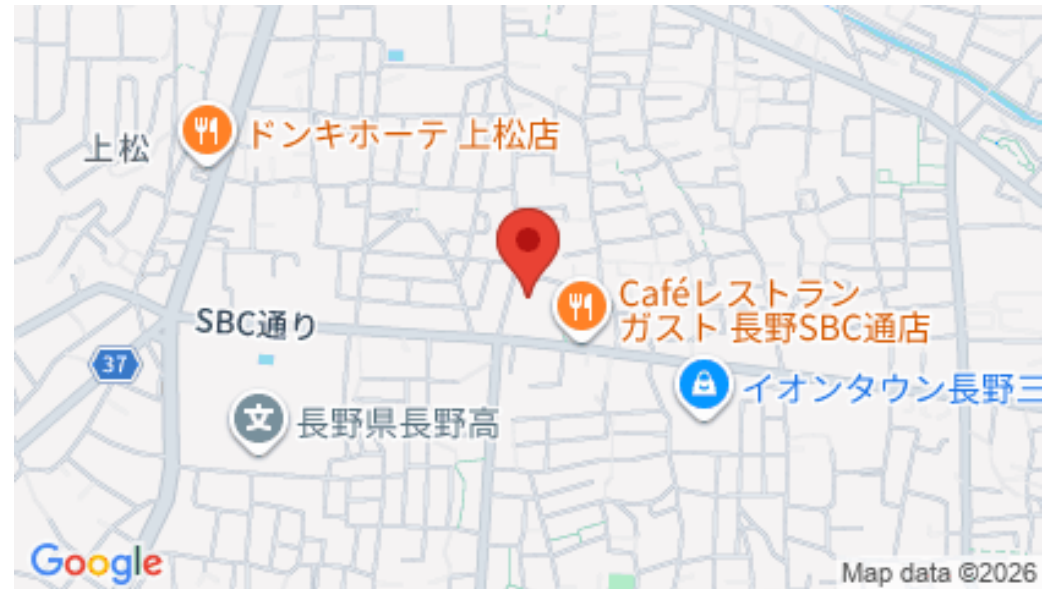 上松
ドンキホーテ 上松店
Caféレストラン
ガスト 長野SBC通店
SBC通り
37
イオンタウン長野三
長野県長野高
Google
Map data ©2026